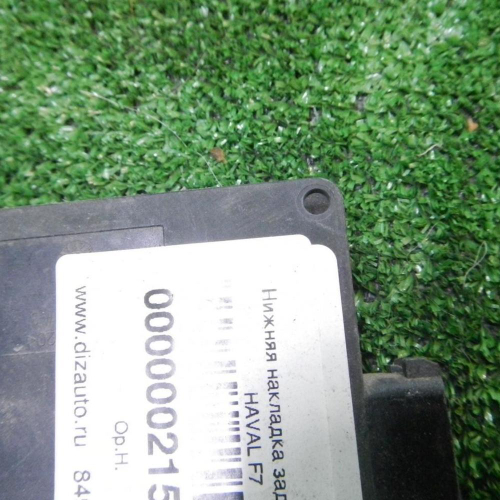 Нижняя накладка зад
HAVAL F7
000000215
Ор.Н.
www.dizauto.ru 84